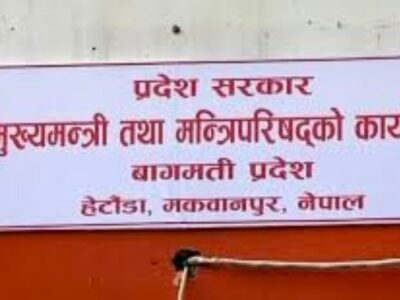 प्रदेश सरकार
मुख्यमन्त्री तथा मन्त्रिपरिषद्को
बागमती प्रदेश
हेटौंडा, मकवानपुर, नेपाल